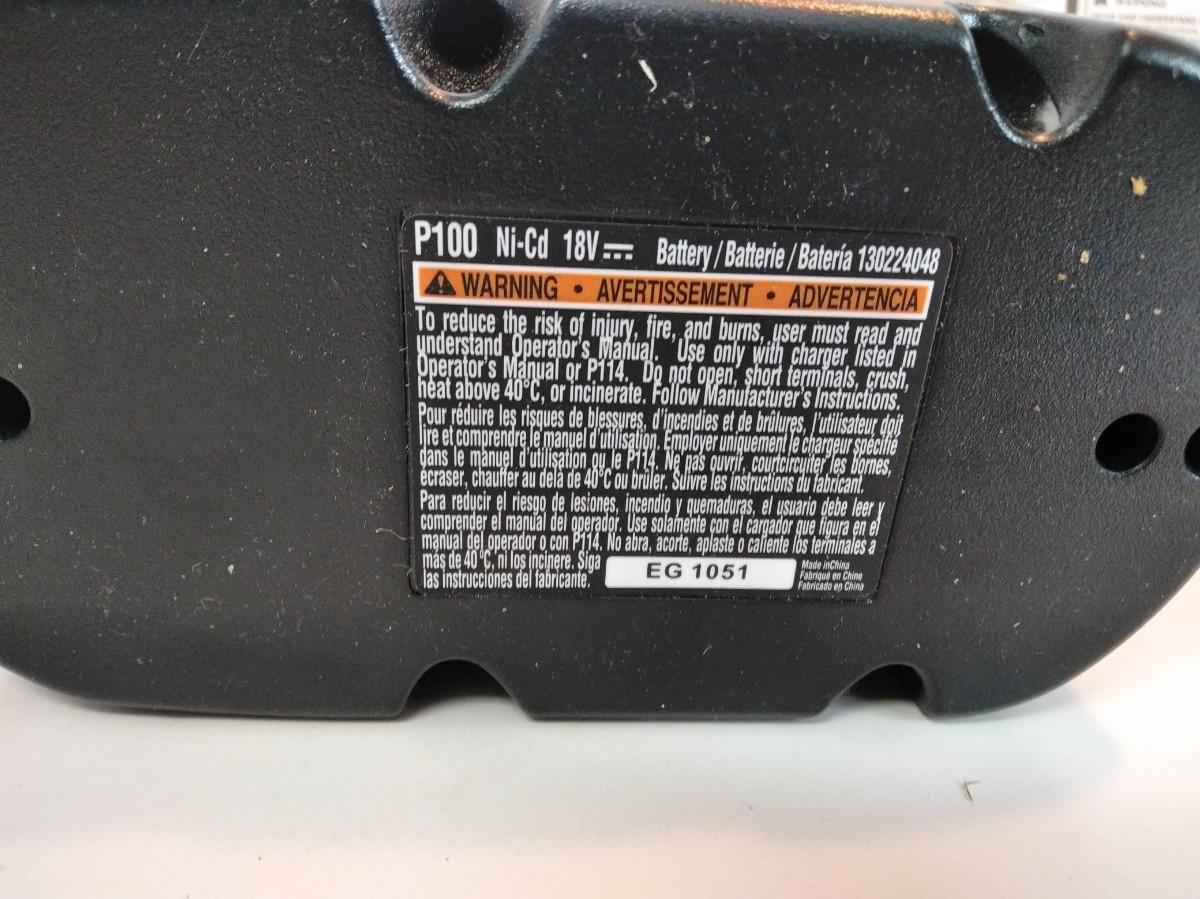 WARNING
P100 Ni-Cd 18V Battery / Batterie / Batería 130224048
WARNING • AVERTISSEMENT • ADVERTENCIA
To reduce the risk of injury, fire, and burns, user must read and
understand Operator's Manual. Use only with charger listed in
Operator's Manual or P114. Do not open, short terminals, crush,
heat above 40°C, or incinerate. Follow Manufacturer's Instructions.
Pour réduire les risques de blessures, d'incendies et de brûlures, l'utilisateur doit
lire et comprendre le manuel d'utilisation. Employer uniquement le chargeur spécifié
dans le manuel d'utilisation ou le P114. Ne pas ouvrir, courtcircuiter les bornes,
écraser, chauffer au delà de 40°C ou brûler. Suivre les instructions du fabricant.
Para reducir el riesgo de lesiones, incendio y quemaduras, el usuario debe leer y
comprender el manual del operador. Use solamente con el cargador que figura en el
manual del operador o con P114. No abra, acorte, aplaste o caliente los terminales a
más de 40°C, ni los incinere. Siga
las instrucciones del fabricante.
EG 1051
Made inChina
Fabriqué en Chine
Fabricado en China